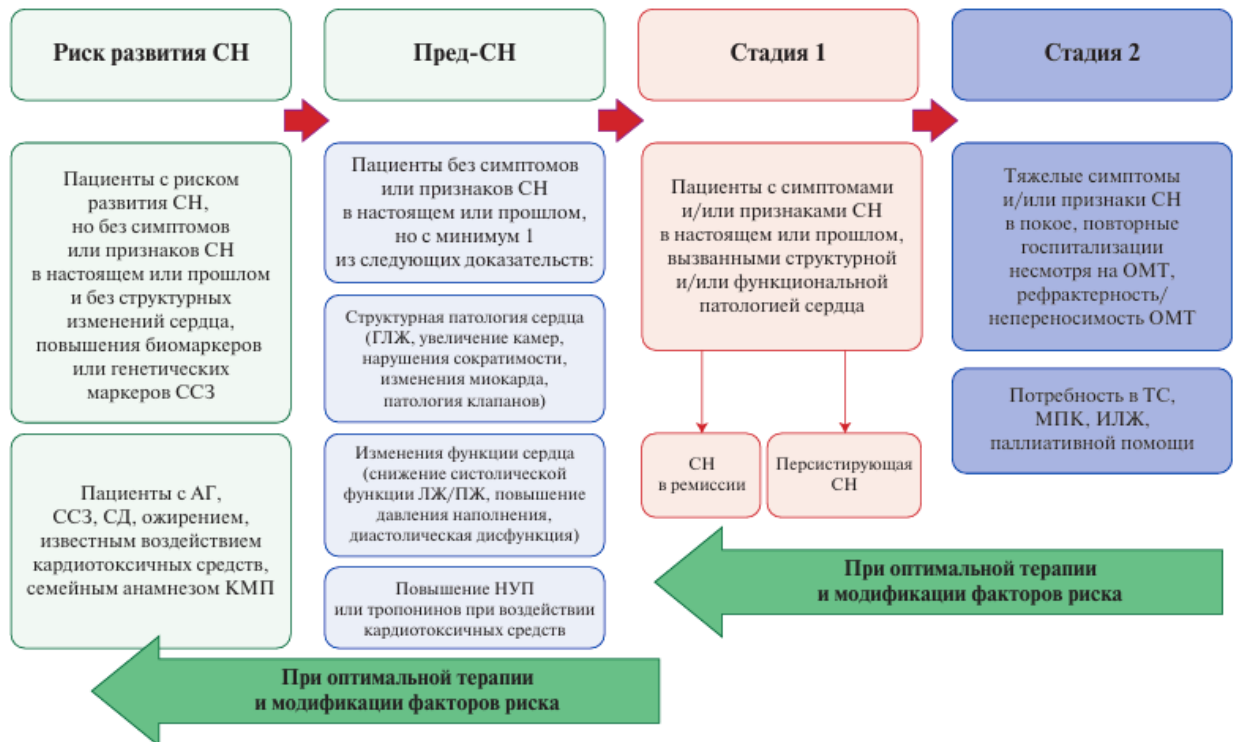 Риск развития СН
Пред-СН
Стадия 1
Стадия 2
Пациенты с риском
развития СН,
но без симптомов
или признаков СН
в настоящем или прошлом
и без структурных
изменений сердца,
повышения биомаркеров
или генетических
маркеров ССЗ
Пациенты с АГ,
ССЗ, СД, ожирением,
известным воздействием
кардиотоксичных средств,
семейным анамнезом КМП
Пациенты без симптомов
или признаков СН
в настоящем или прошлом,
но с минимум 1
из следующих доказательств:
Структурная патология сердца
(ГЛЖ, увеличение камер,
нарушения сократимости,
изменения миокарда,
патология клапанов)
Изменения функции сердца
(снижение систолической
функции ЛЖ/ПЖ, повышение
давления наполнения,
диастолическая дисфункция)
Повышение НУП
или тропонинов при воздействии
кардиотоксичных средств
Пациенты с симптомами
и/или признаками СН
в настоящем или прошлом,
вызванными структурной
и/или функциональной
патологией сердца
СН
в ремиссии
Персистирующая
СН
Тяжелые симптомы
и/или признаки СН
в покое, повторные
госпитализации
несмотря на ОМТ,
рефрактерность/
непереносимость ОМТ
Потребность в ТС,
МПК, ИЛЖ,
паллиативной помощи
При оптимальной терапии
и модификации факторов риска
При оптимальной терапии
и модификации факторов риска